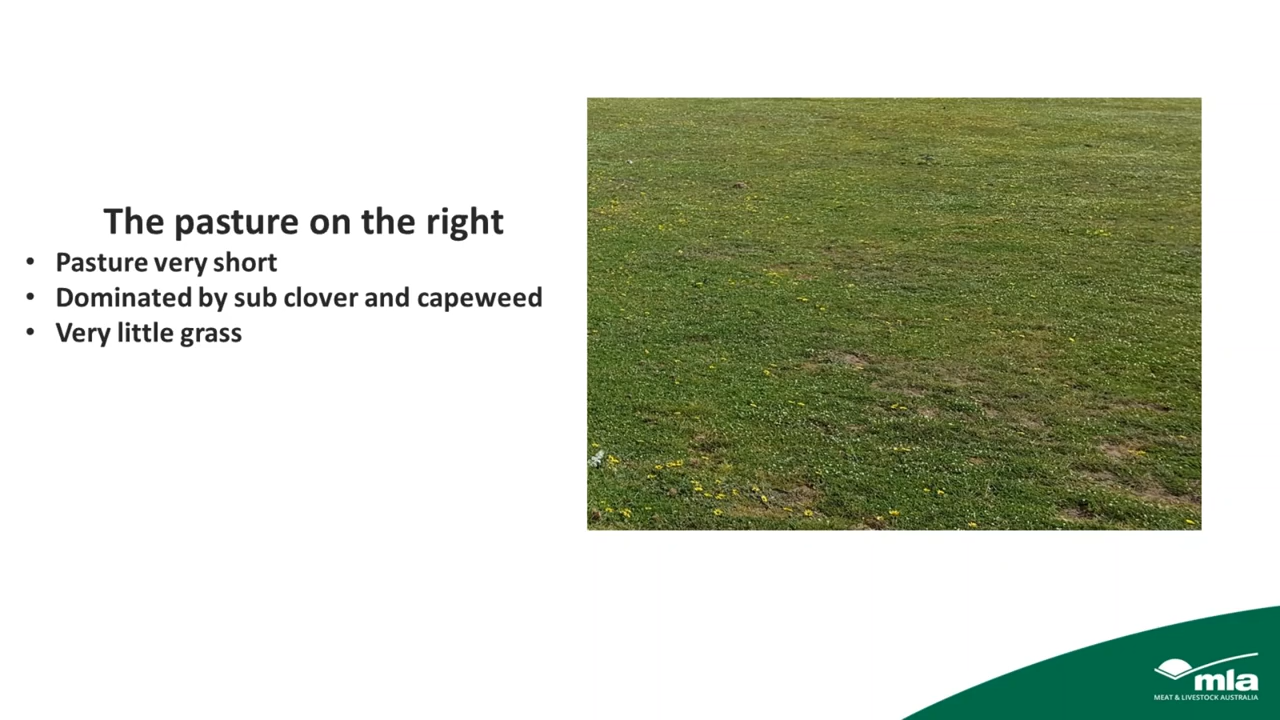 The pasture on the right
• Pasture very short
• Dominated by sub clover and capeweed
• Very little grass
mla
MEAT & LIVESTOCK AUSTRALIA